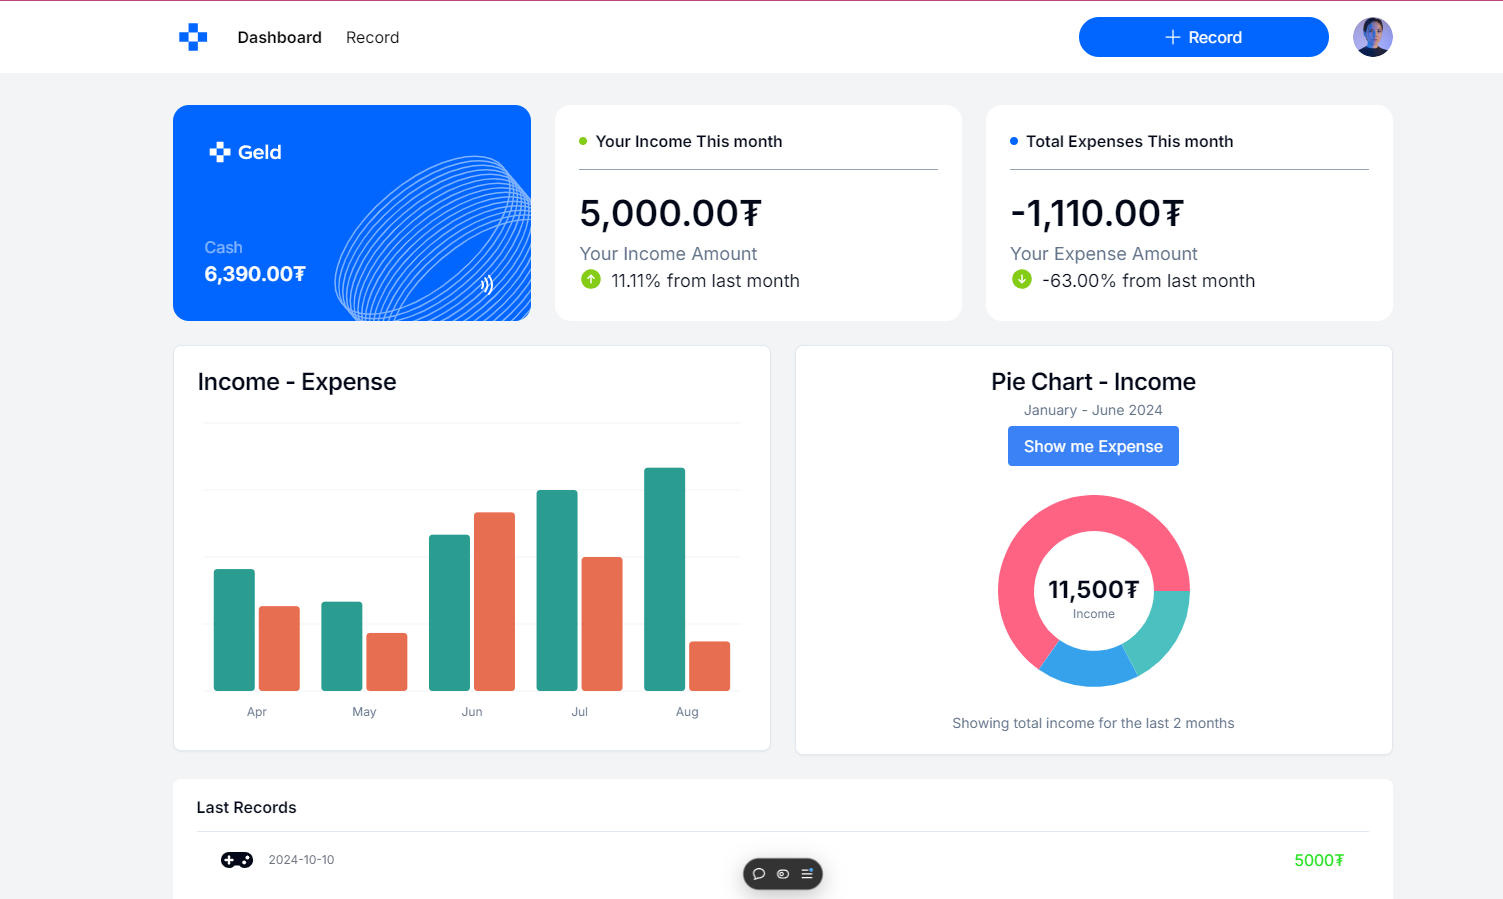 Dashboard
Record
+ Record
Geld
Cash
6,390.00₮
Your Income This month
5,000.00₮
Your Income Amount
11.11% from last month
Total Expenses This month
-1,110.00₮
Your Expense Amount
-63.00% from last month
Income - Expense
Apr
May
Jun
Jul
Aug
Pie Chart - Income
January - June 2024
Show me Expense
11,500₮
Income
Showing total income for the last 2 months
Last Records
2024-10-10
5000₮